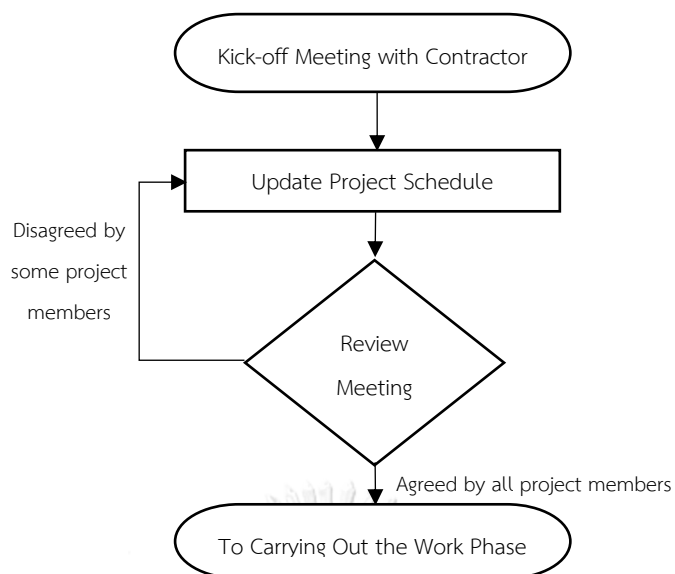 Kick-off Meeting with Contractor
Update Project Schedule
Disagreed by
some project
members
Review
Meeting
Agreed by all project members
To Carrying Out the Work Phase